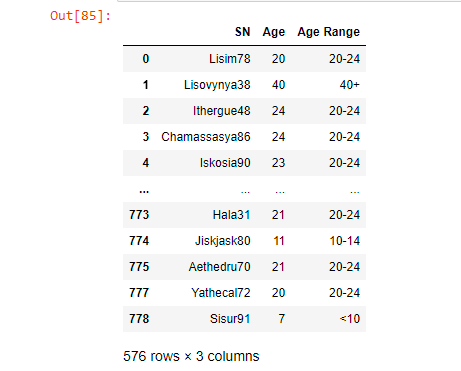 Out[85]:
SN Age Age Range
0 Lisim78 20 20-24
1 Lisovynya38 40 40+
2 Ithergue48 24 20-24
3 Chamassasya86 24 20-24
4 Iskosia90 23 20-24
... ... ... ...
773 Hala31 21 20-24
774 Jiskjask80 11 10-14
775 Aethedru70 21 20-24
777 Yathecal72 20 20-24
778 Sisur91 7 <10
576 rows × 3 columns